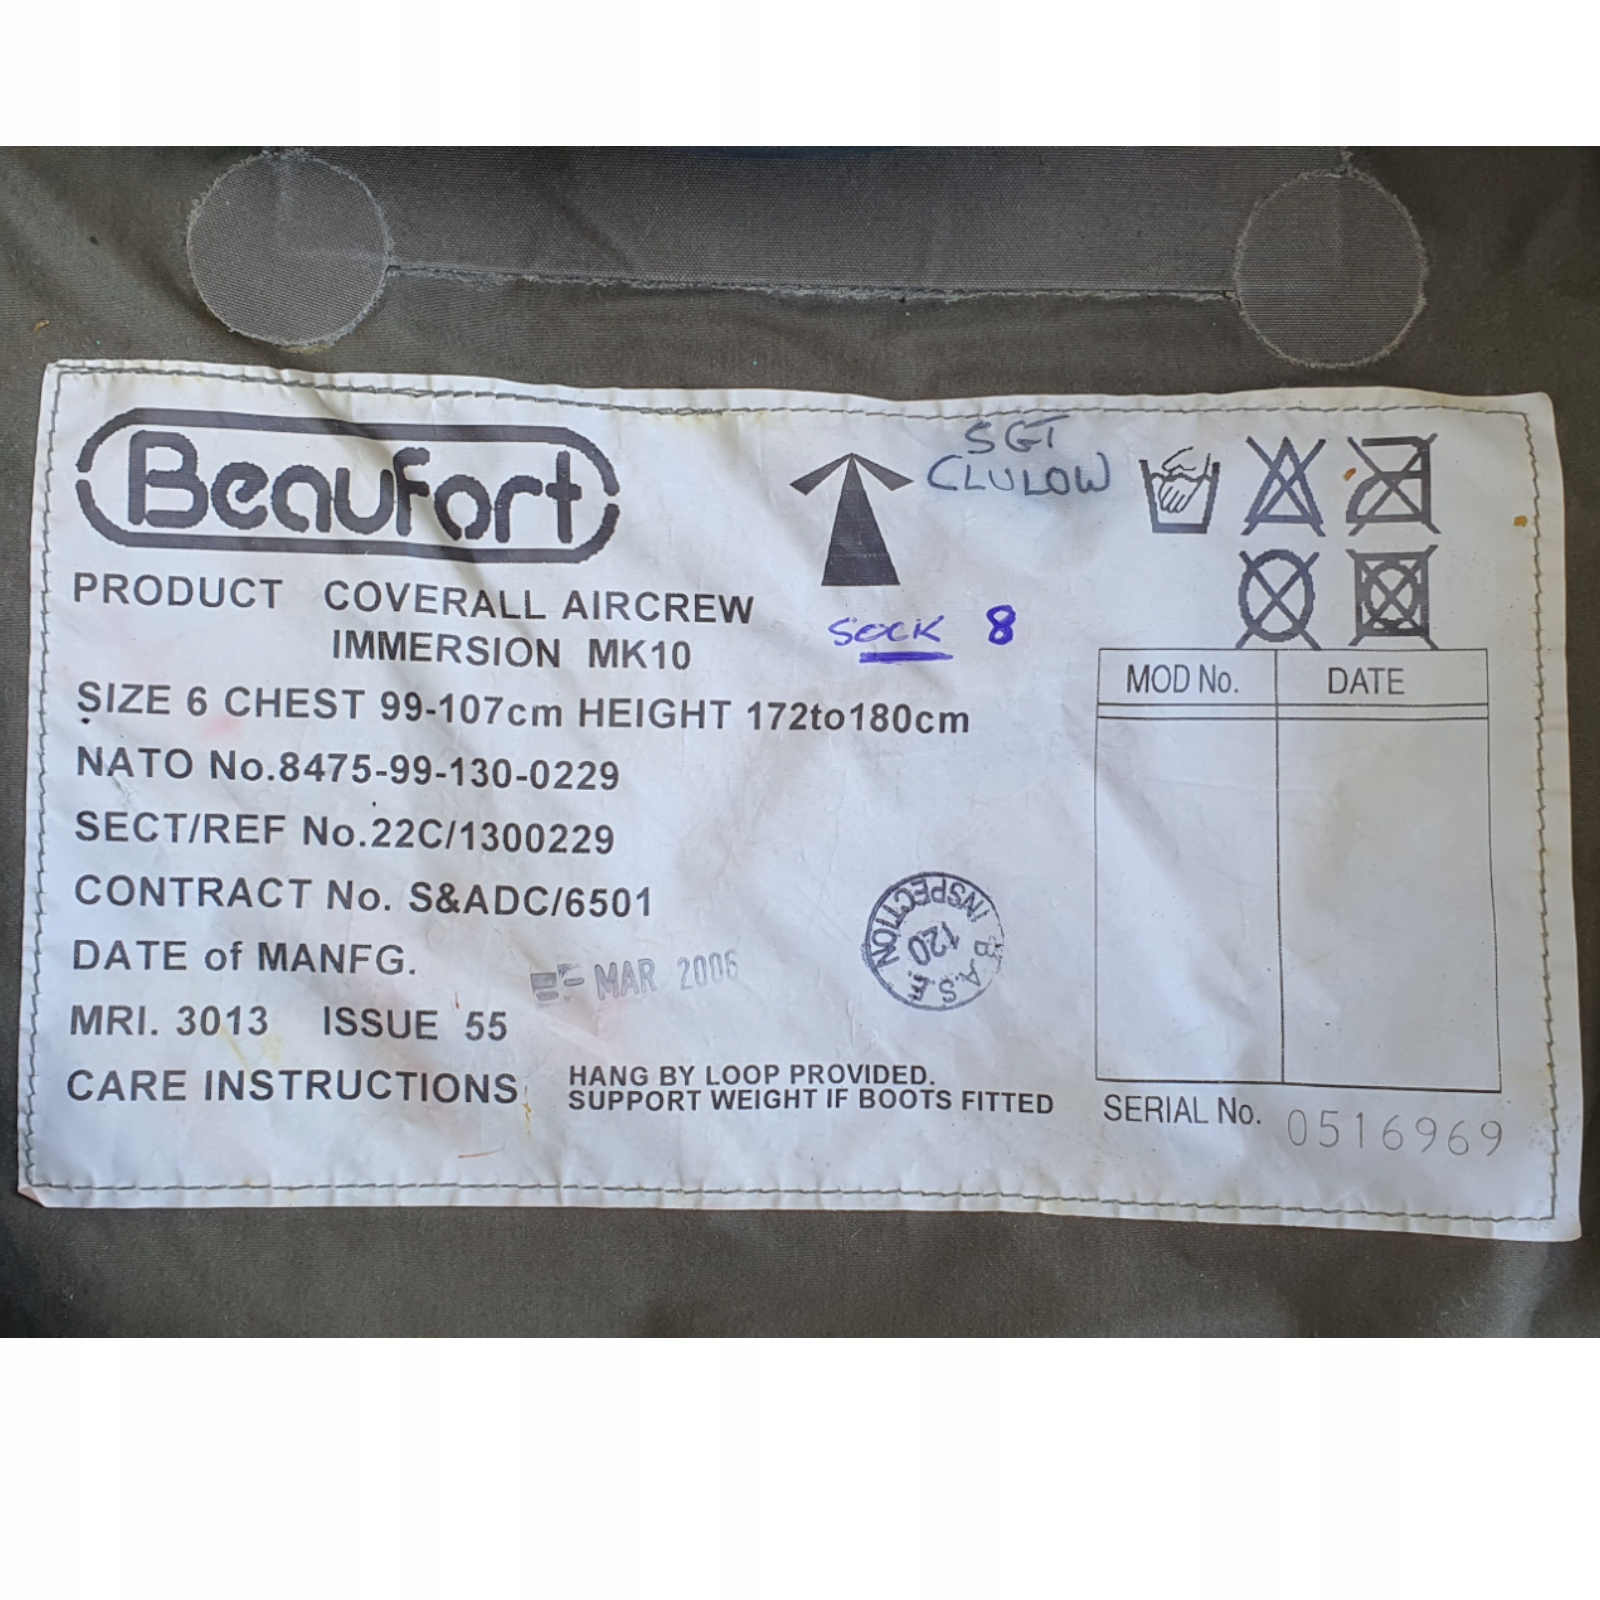 Beaufort
SGT
CLULOW
PRODUCT COVERALL AIRCREW
IMMERSION MK10
SOCK 8
SIZE 6 CHEST 99-107cm HEIGHT 172to180cm
NATO No.8475-99-130-0229
SECT/REF No.22C/1300229
CONTRACT No. S&ADC/6501
DATE of MANFG. MAR 2006
MRI. 3013 ISSUE 55
CARE INSTRUCTIONS HANG BY LOOP PROVIDED.
SUPPORT WEIGHT IF BOOTS FITTED
B.A.S.E. INSPECTION
120
MOD No. DATE
SERIAL No. 0516969